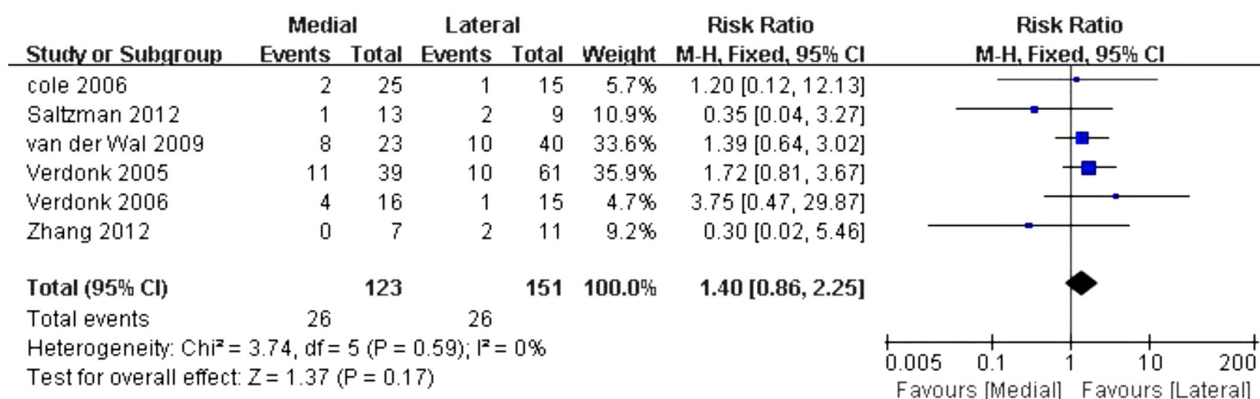 Medial Lateral Risk Ratio Risk Ratio
Study or Subgroup Events Total Events Total Weight M-H, Fixed, 95% CI M-H, Fixed, 95% CI
cole 2006 2 25 1 15 5.7% 1.20 [0.12, 12.13]
Saltzman 2012 1 13 2 9 10.9% 0.35 [0.04, 3.27]
van der Wal 2009 8 23 10 40 33.6% 1.39 [0.64, 3.02]
Verdonk 2005 11 39 10 61 35.9% 1.72 [0.81, 3.67]
Verdonk 2006 4 16 1 15 4.7% 3.75 [0.47, 29.87]
Zhang 2012 0 7 2 11 9.2% 0.30 [0.02, 5.46]
Total (95% CI) 123 151 100.0% 1.40 [0.86, 2.25]
Total events 26 26
Heterogeneity: Chi² = 3.74, df = 5 (P = 0.59); I² = 0%
Test for overall effect: Z = 1.37 (P = 0.17)
0.005 0.1 1 10 200
Favours [Medial] Favours [Lateral]